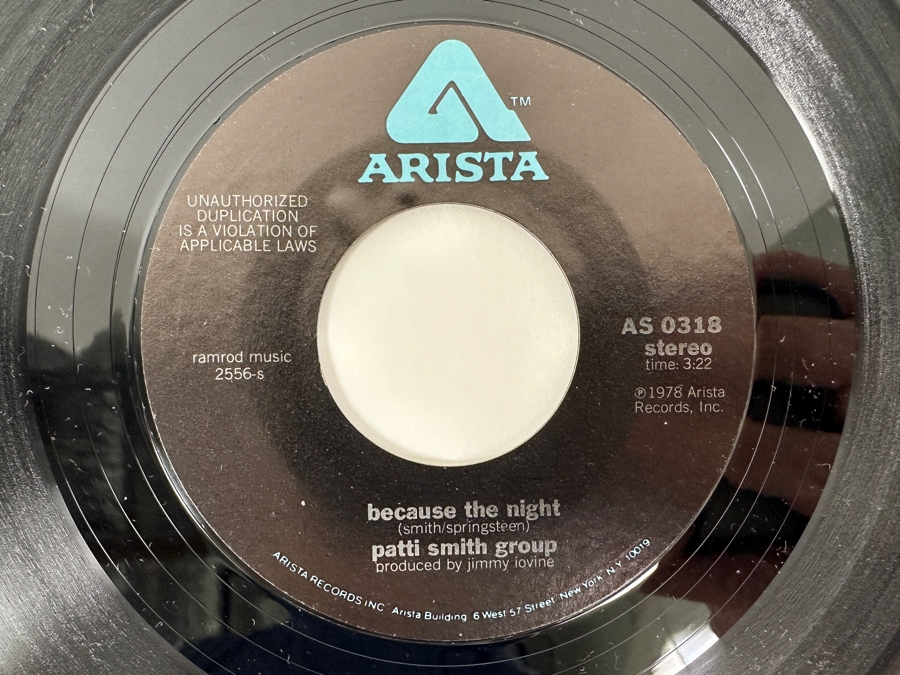 TM
ARISTA
UNAUTHORIZED
DUPLICATION
IS A VIOLATION OF
APPLICABLE LAWS
ramrod music
2556-s
AS 0318
stereo
time: 3:22
℗1978 Arista
Records, Inc.
because the night
(smith/springsteen)
patti smith group
produced by jimmy iovine
ARISTA RECORDS INC Arista Building 6 West 57 Street New York N.Y. 10019